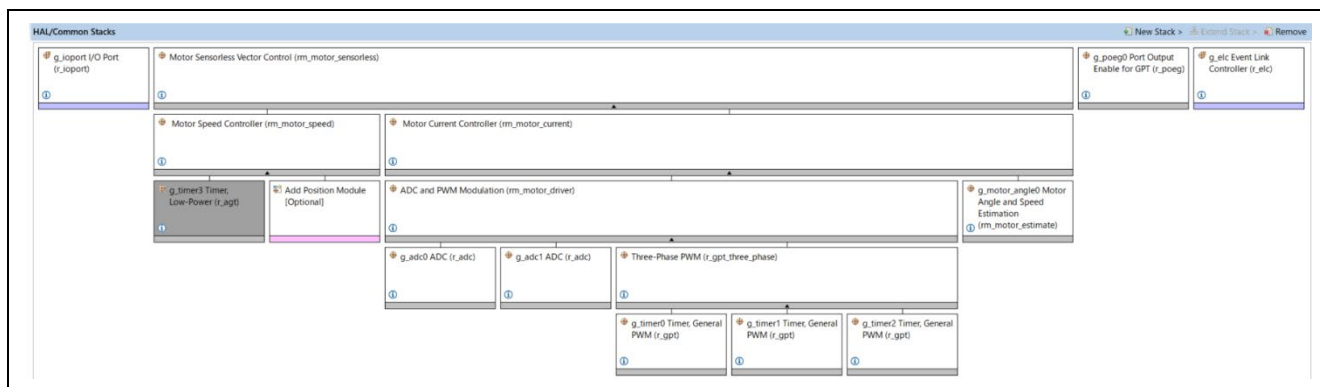 HAL/Common Stacks
New Stack > Extend Stack > Remove
g_ioport I/O Port
(r_ioport)
Motor Sensorless Vector Control (rm_motor_sensorless)
g_poeg0 Port Output
Enable for GPT (r_poeg)
g_elc Event Link
Controller (r_elc)
Motor Speed Controller (rm_motor_speed)
Motor Current Controller (rm_motor_current)
g_timer3 Timer,
Low-Power (r_agt)
Add Position Module
[Optional]
ADC and PWM Modulation (rm_motor_driver)
g_motor_angle0 Motor
Angle and Speed
Estimation
(rm_motor_estimate)
g_adc0 ADC (r_adc)
g_adc1 ADC (r_adc)
Three-Phase PWM (r_gpt_three_phase)
g_timer0 Timer, General
PWM (r_gpt)
g_timer1 Timer, General
PWM (r_gpt)
g_timer2 Timer, General
PWM (r_gpt)